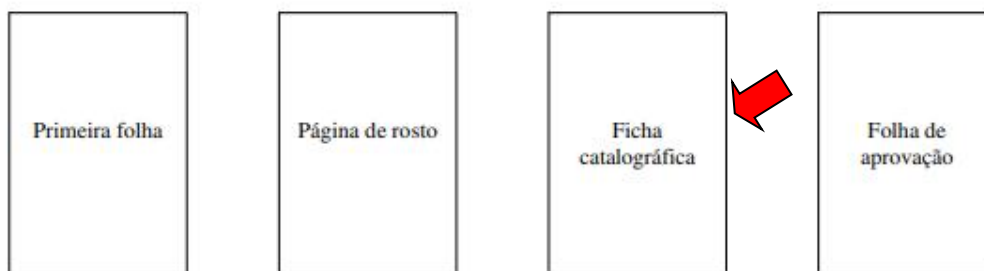 Primeira folha
Página de rosto
Ficha
catalográfica
Folha de
aprovação